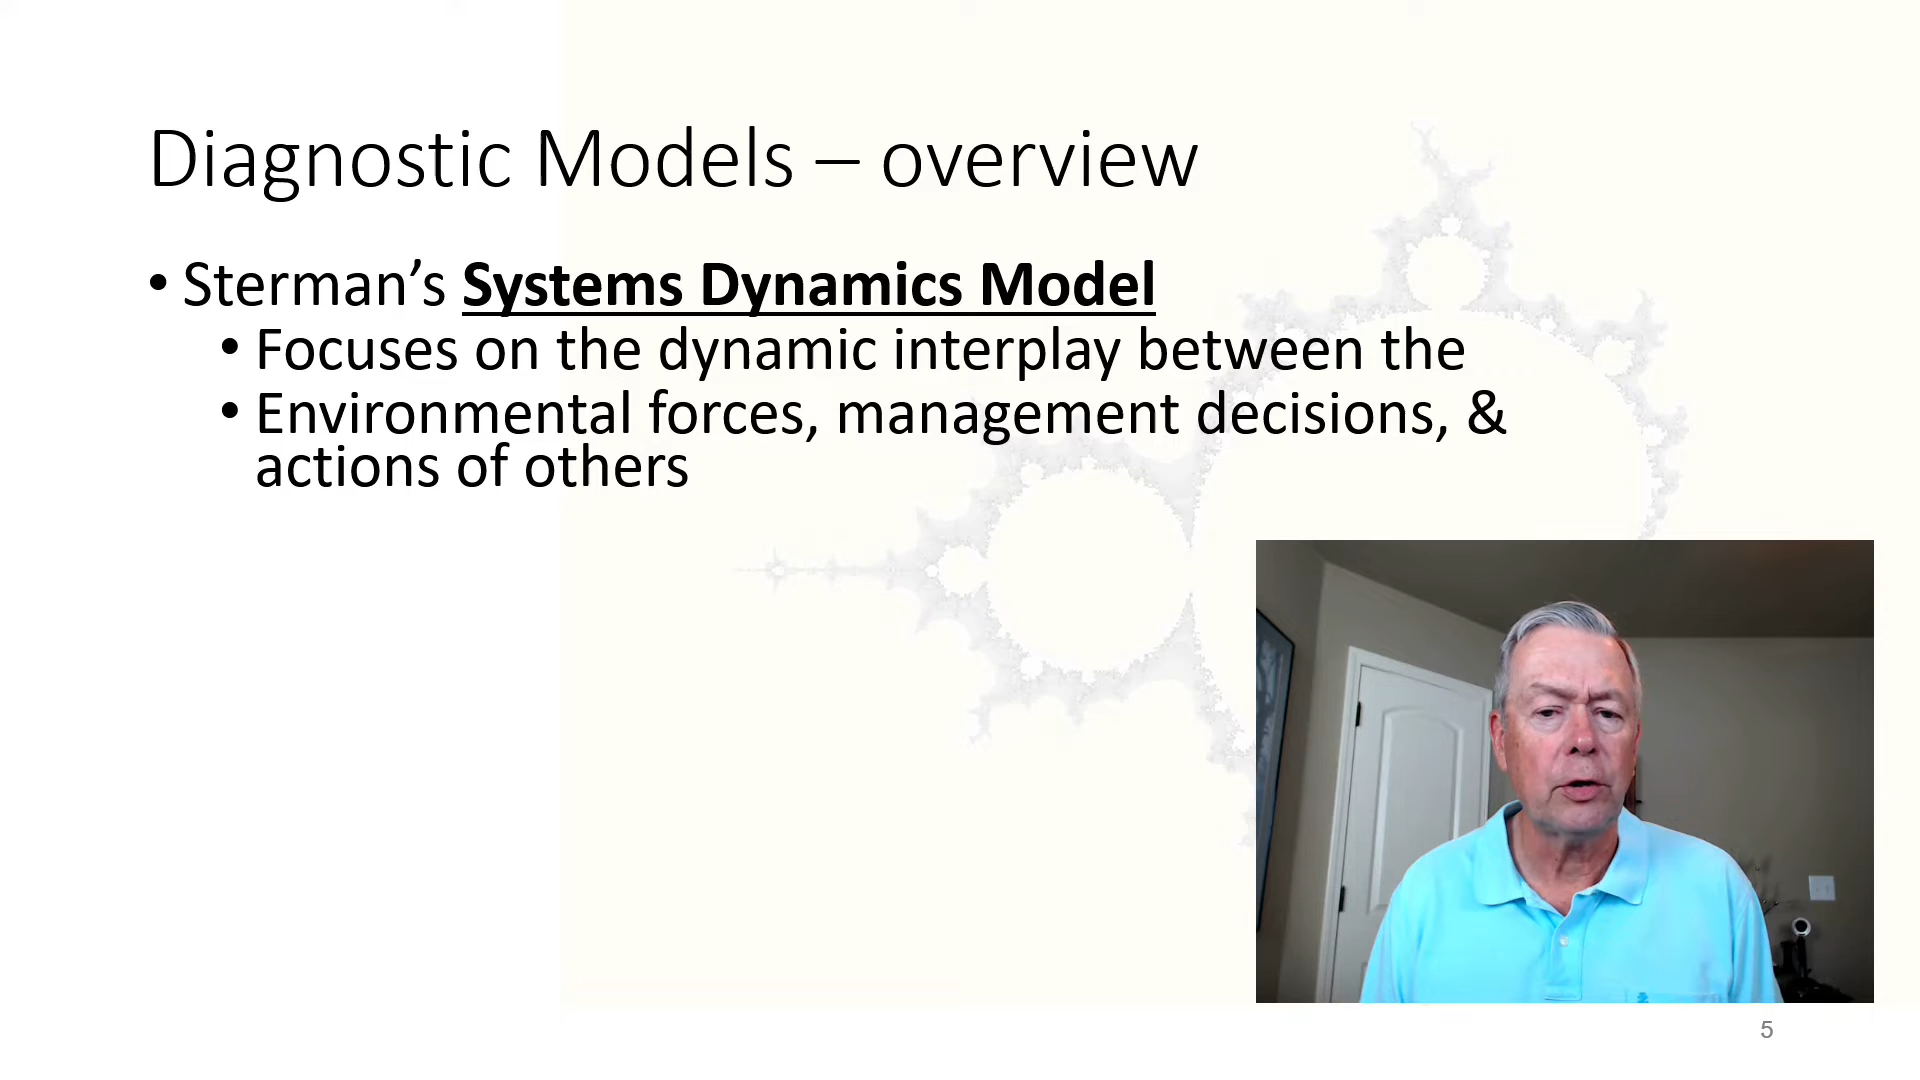 Diagnostic Models – overview
• Sterman’s Systems Dynamics Model
• Focuses on the dynamic interplay between the
• Environmental forces, management decisions, &
actions of others
5